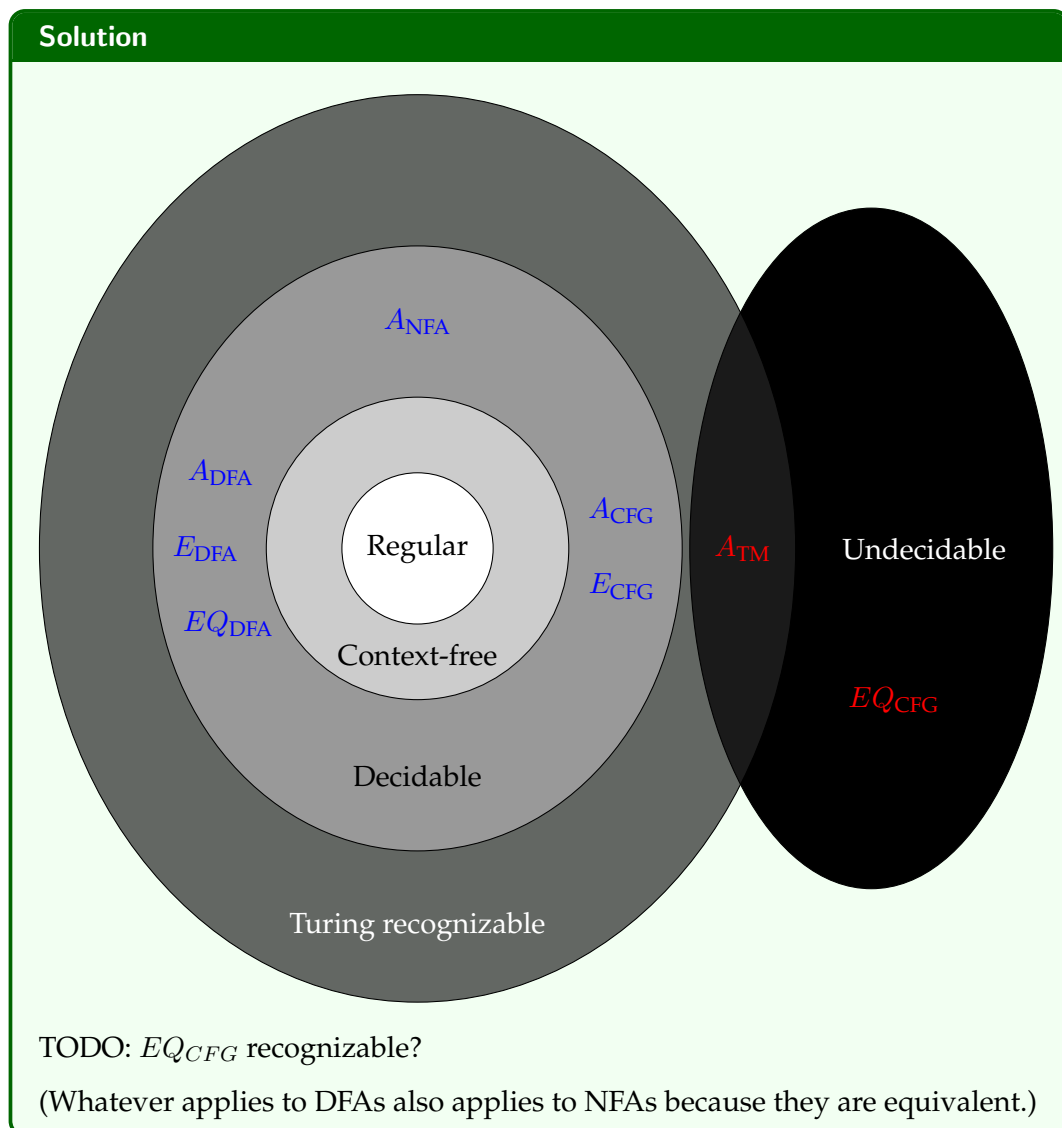 Solution
A_NFA
A_DFA
A_CFG
E_DFA
Regular
A_TM
Undecidable
E_CFG
EQ_DFA
Context-free
EQ_CFG
Decidable
Turing recognizable
TODO: EQ_CFG recognizable?
(Whatever applies to DFAs also applies to NFAs because they are equivalent.)